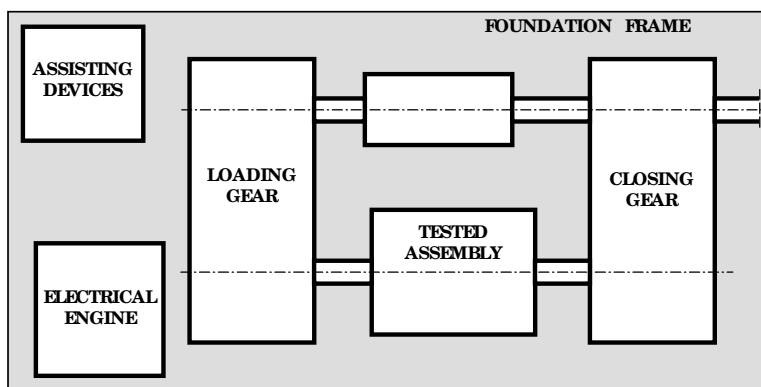 FOUNDATION FRAME
ASSISTING
DEVICES
LOADING
GEAR
CLOSING
GEAR
TESTED
ASSEMBLY
ELECTRICAL
ENGINE